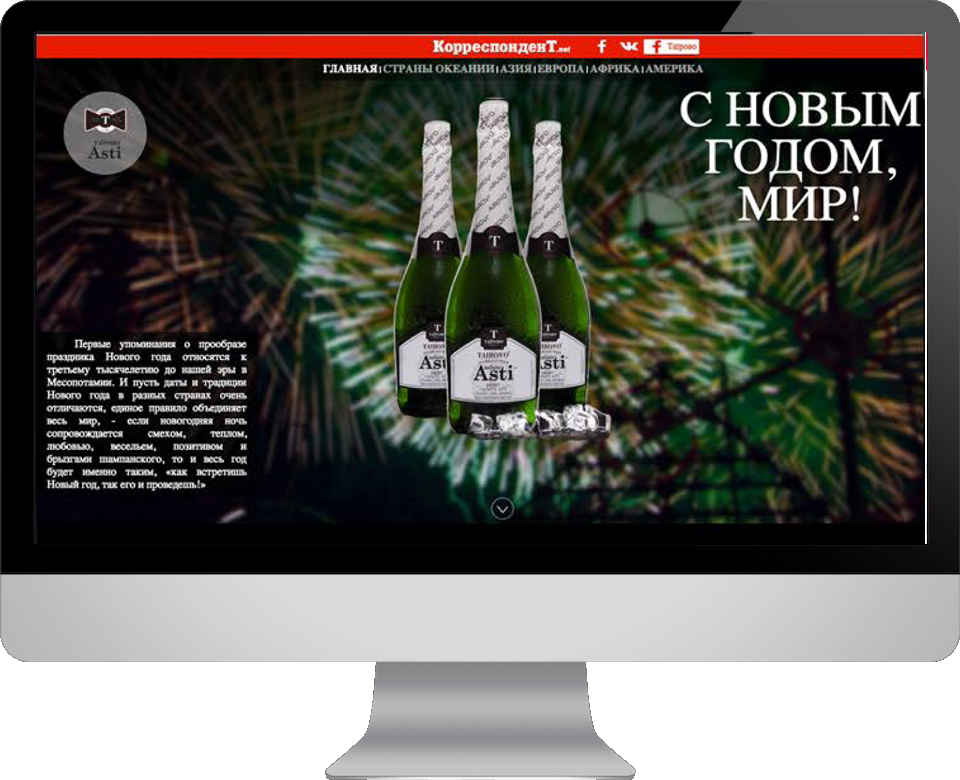 КорреспонденТ.net
Таїрово
ГЛАВНАЯ | СТРАНЫ ОКЕАНИИ | АЗИЯ | ЕВРОПА | АФРИКА | АМЕРИКА
С НОВЫМ
ГОДОМ,
МИР!
T
Asti
T
T
T
T
T
T
TAIROVO
Asti
Asti
Asti
Первые упоминания о прообразе
праздника Нового года относятся к
третьему тысячелетию до нашей эры в
Месопотамии. И пусть даты и традиции
Нового года в разных странах очень
отличаются, единое правило объединяет
весь мир, - если новогодняя ночь
сопровождается смехом, теплом,
любовью, весельем, позитивом и
брызгами шампанского, то и весь год
будет именно таким, «как встретишь
Новый год, так его и проведешь!»